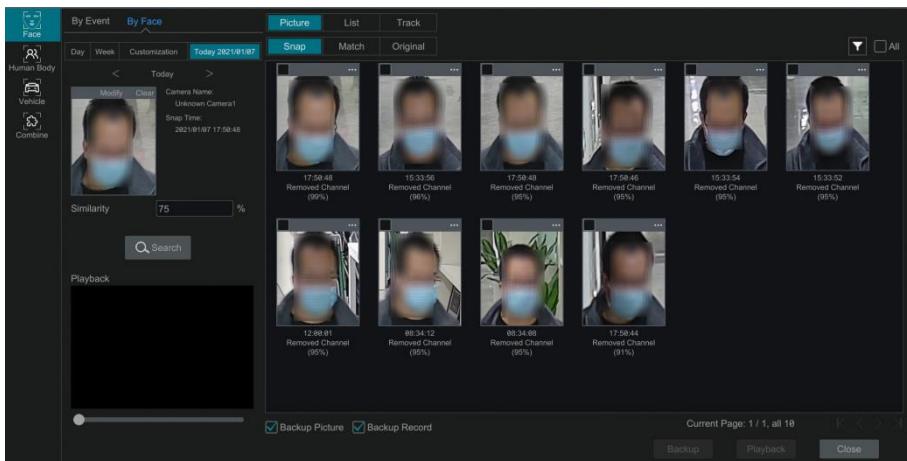 Face
Human Body
Vehicle
Combine
By Event By Face
Day Week Customization Today 2021/01/07
< Today >
Modify Clear
Camera Name:
Unknown Camera1
Snap Time:
2021/01/07 17:50:48
Similarity 75 %
Search
Playback
Picture List Track
Snap Match Original
All
17:50:48
Removed Channel
(99%)
15:33:56
Removed Channel
(96%)
17:50:48
Removed Channel
(95%)
17:50:46
Removed Channel
(95%)
15:33:54
Removed Channel
(95%)
15:33:52
Removed Channel
(95%)
12:00:01
Removed Channel
(95%)
08:34:12
Removed Channel
(95%)
08:34:08
Removed Channel
(95%)
17:50:44
Removed Channel
(91%)
Backup Picture Backup Record
Current Page: 1 / 1, all 10
Backup Playback Close